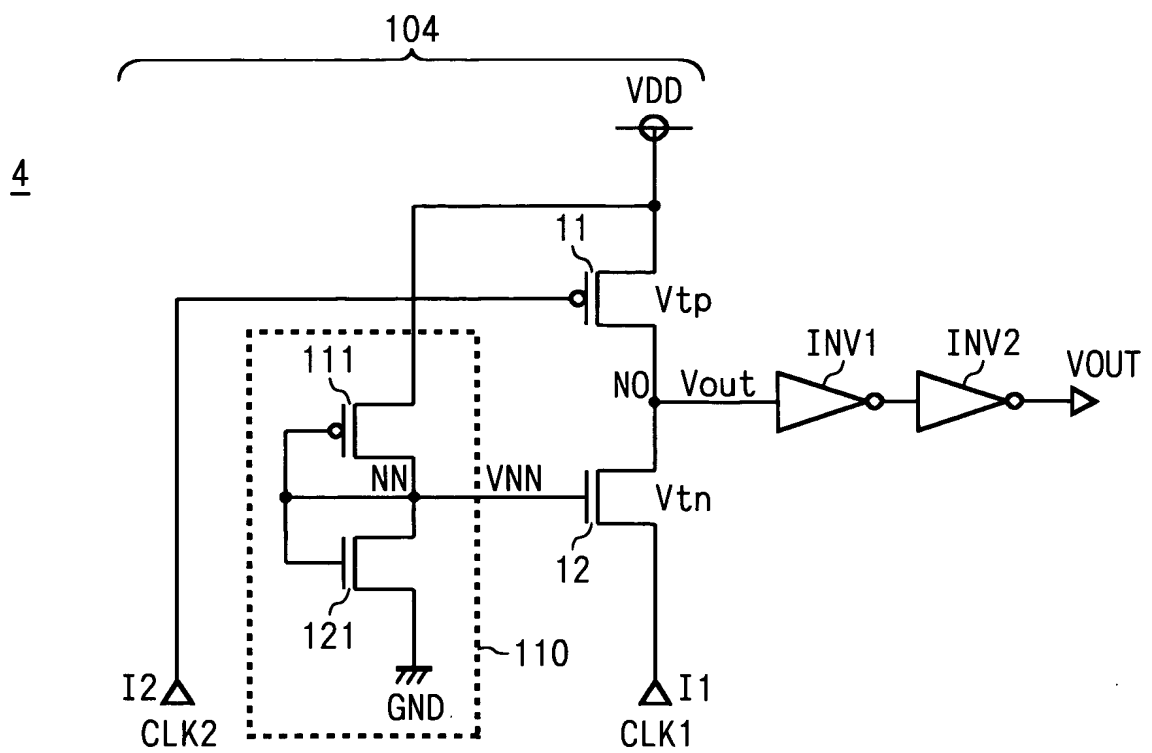 104
VDD
4
11
Vtp
111
INV1
INV2
VOUT
NO
Vout
NN
VNN
Vtn
12
121
110
I2
GND
I1
CLK2
CLK1